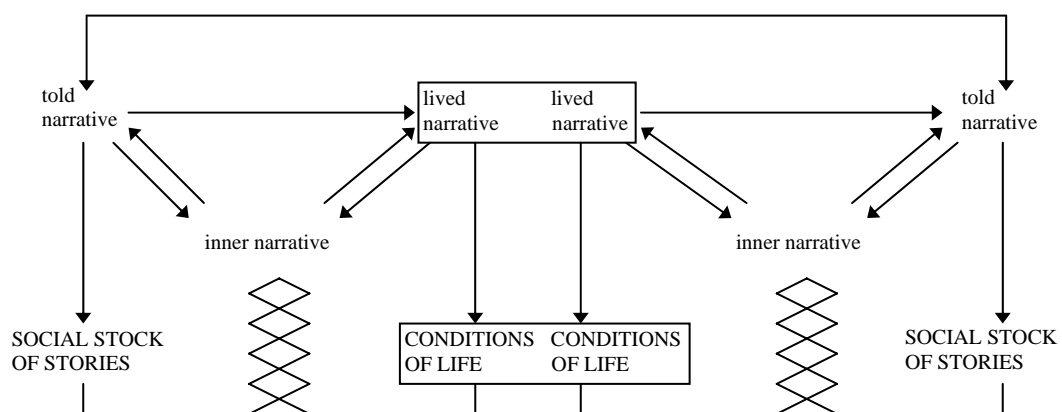 told
narrative
lived
narrative
lived
narrative
told
narrative
inner narrative
inner narrative
SOCIAL STOCK
OF STORIES
CONDITIONS
OF LIFE
CONDITIONS
OF LIFE
SOCIAL STOCK
OF STORIES